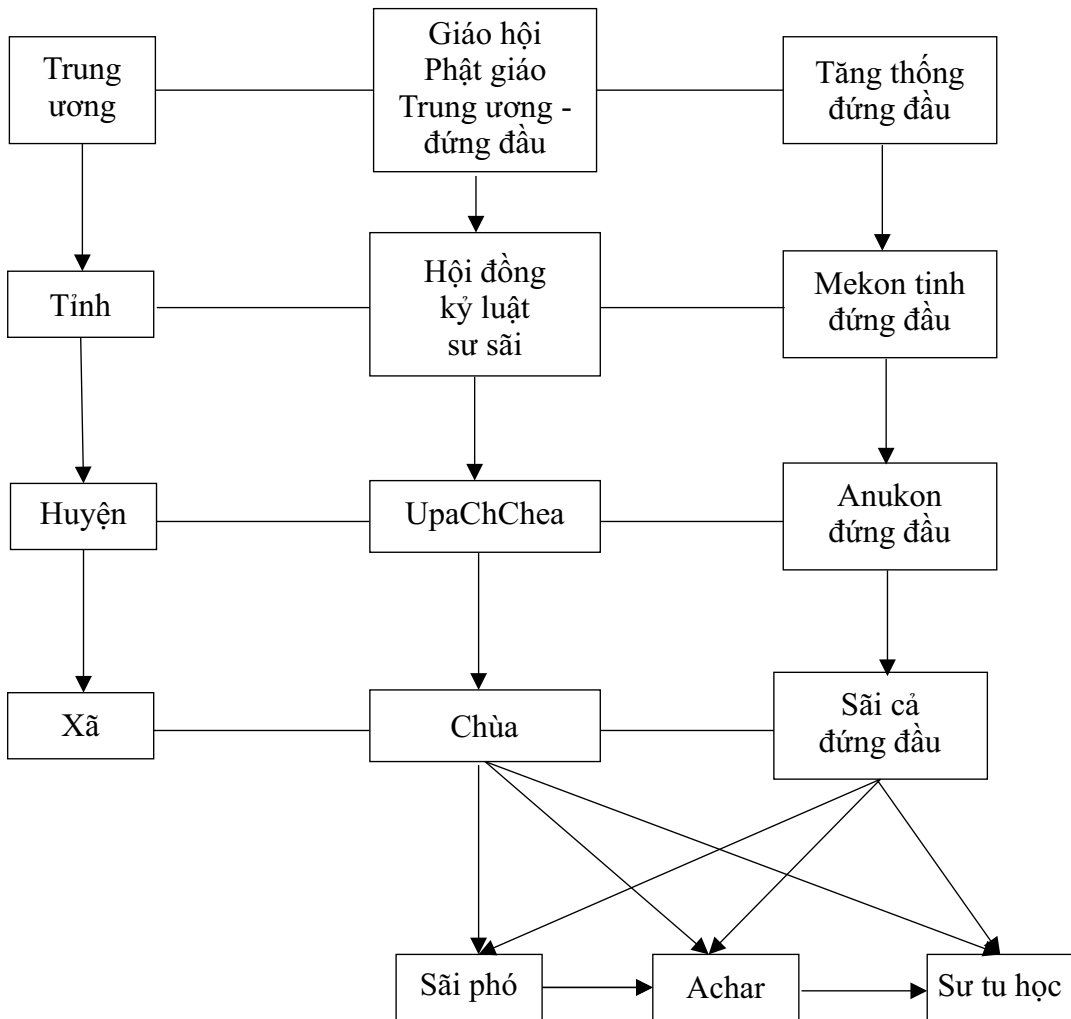 Trung
ương
Giáo hội
Phật giáo
Trung ương -
đứng đầu
Tăng thống
đứng đầu
Tỉnh
Hội đồng
kỷ luật
sư sãi
Mekon tinh
đứng đầu
Huyện
UpaChChea
Anukon
đứng đầu
Xã
Chùa
Sãi cả
đứng đầu
Sãi phó
Achar
Sư tu học